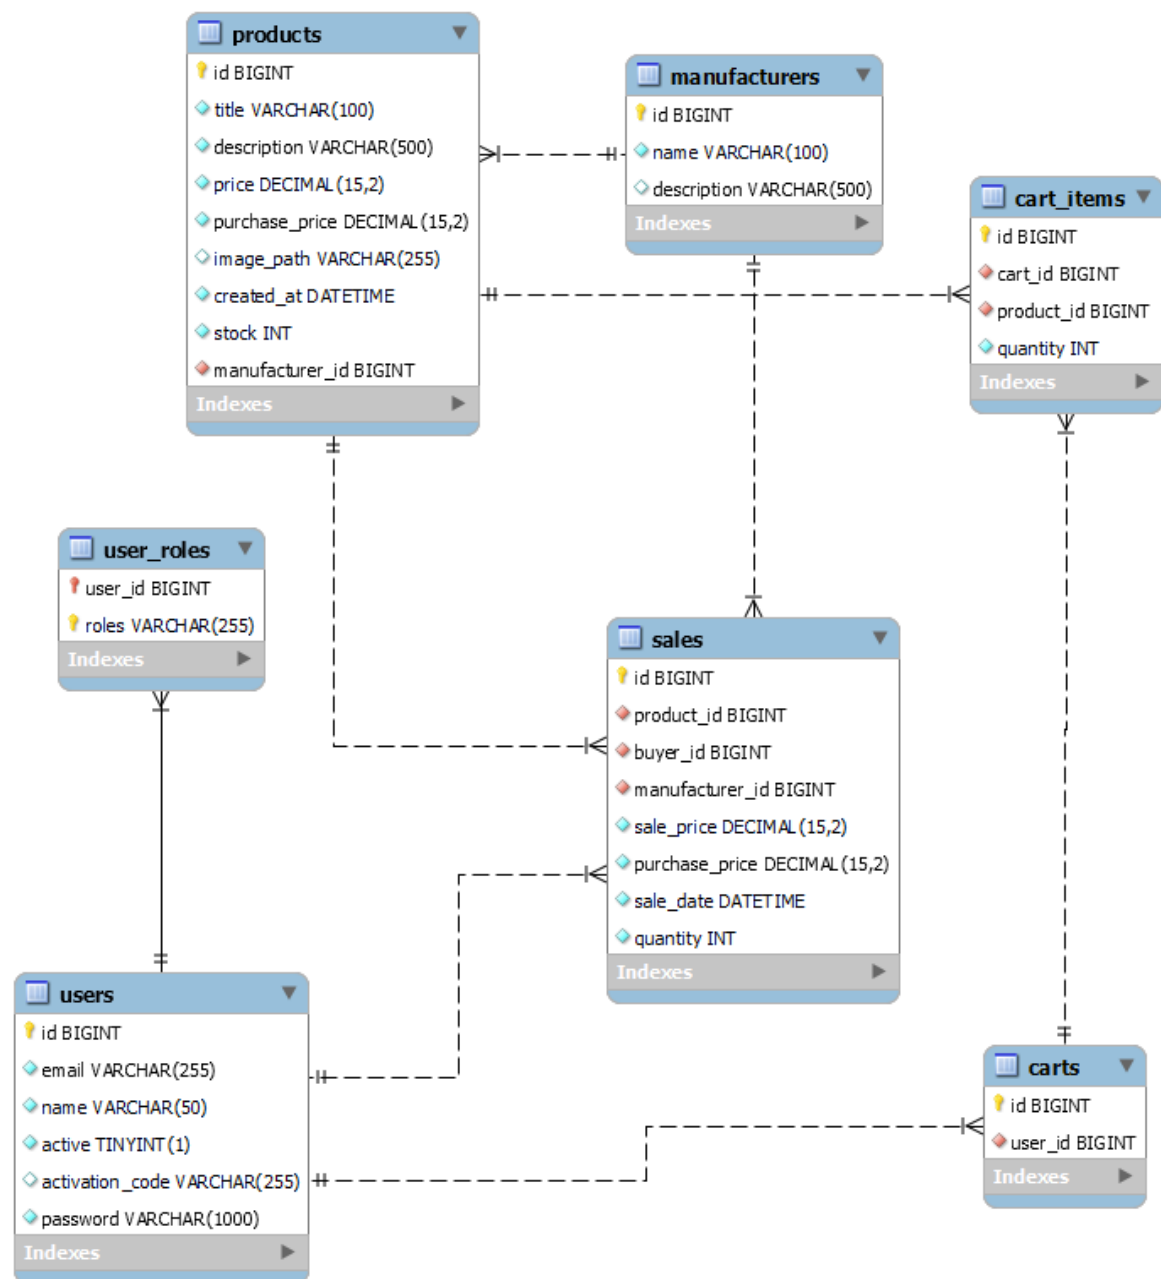 products
id BIGINT
title VARCHAR(100)
description VARCHAR(500)
price DECIMAL(15,2)
purchase_price DECIMAL(15,2)
image_path VARCHAR(255)
created_at DATETIME
stock INT
manufacturer_id BIGINT
Indexes
manufacturers
id BIGINT
name VARCHAR(100)
description VARCHAR(500)
Indexes
cart_items
id BIGINT
cart_id BIGINT
product_id BIGINT
quantity INT
Indexes
user_roles
user_id BIGINT
roles VARCHAR(255)
Indexes
sales
id BIGINT
product_id BIGINT
buyer_id BIGINT
manufacturer_id BIGINT
sale_price DECIMAL(15,2)
purchase_price DECIMAL(15,2)
sale_date DATETIME
quantity INT
Indexes
users
id BIGINT
email VARCHAR(255)
name VARCHAR(50)
active TINYINT(1)
activation_code VARCHAR(255)
password VARCHAR(1000)
Indexes
carts
id BIGINT
user_id BIGINT
Indexes